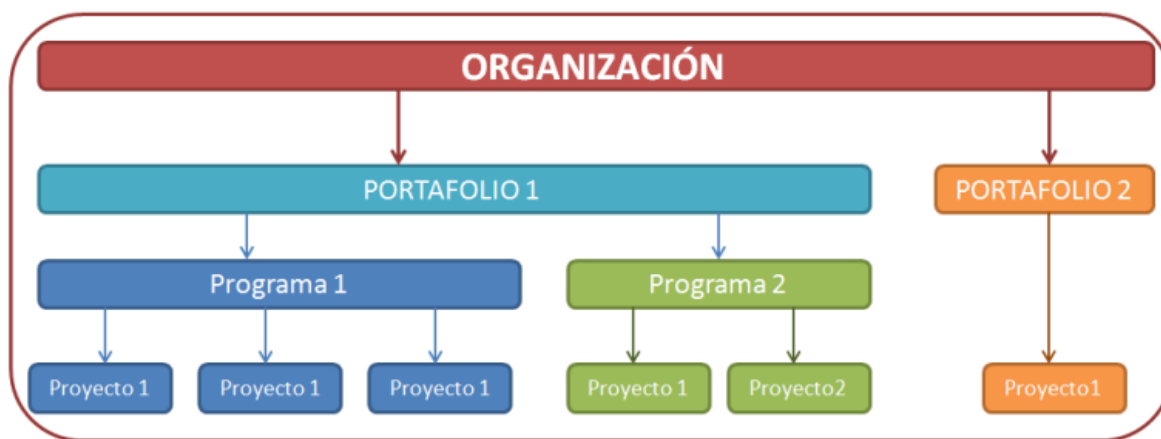 ORGANIZACIÓN
PORTAFOLIO 1
PORTAFOLIO 2
Programa 1
Programa 2
Proyecto 1
Proyecto 1
Proyecto 1
Proyecto 1
Proyecto2
Proyecto1